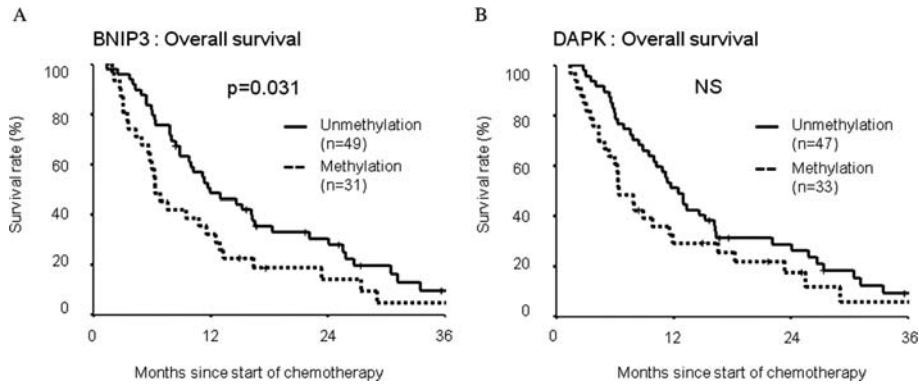 A
BNIP3 : Overall survival
p=0.031
Unmethylation
(n=49)
Methylation
(n=31)
Survival rate (%)
100
80
60
40
20
0
0 12 24 36
Months since start of chemotherapy
B
DAPK : Overall survival
NS
Unmethylation
(n=47)
Methylation
(n=33)
Survival rate (%)
100
80
60
40
20
0
0 12 24 36
Months since start of chemotherapy